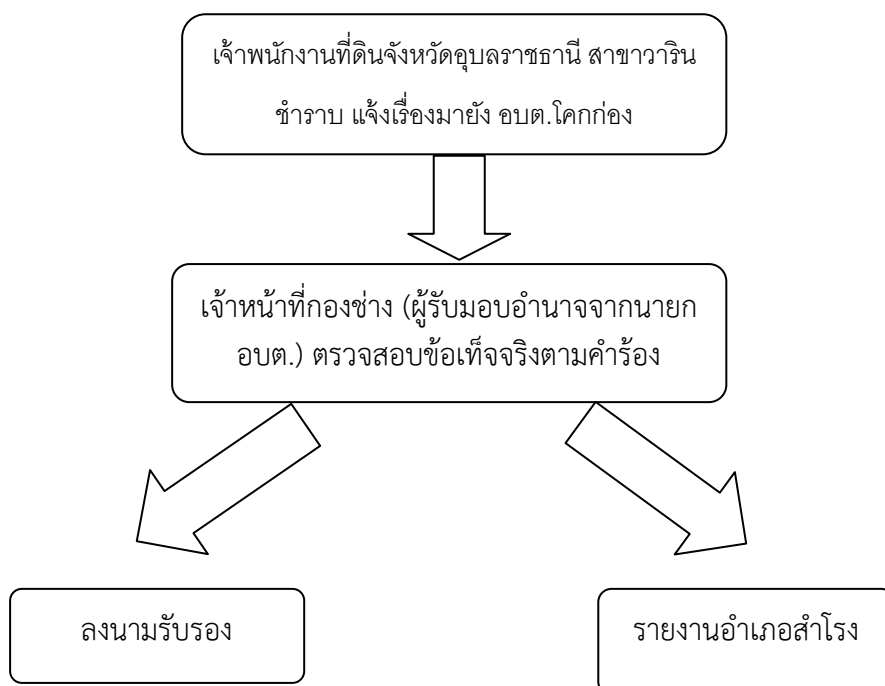 เจ้าพนักงานที่ดินจังหวัดอุบลราชธานี สาขาวาริน
ชำราบ แจ้งเรื่องมายัง อบต.โคกก่อง
เจ้าหน้าที่กองช่าง (ผู้รับมอบอำนาจจากนายก
อบต.) ตรวจสอบข้อเท็จจริงตามคำร้อง
ลงนามรับรอง
รายงานอำเภอสำโรง